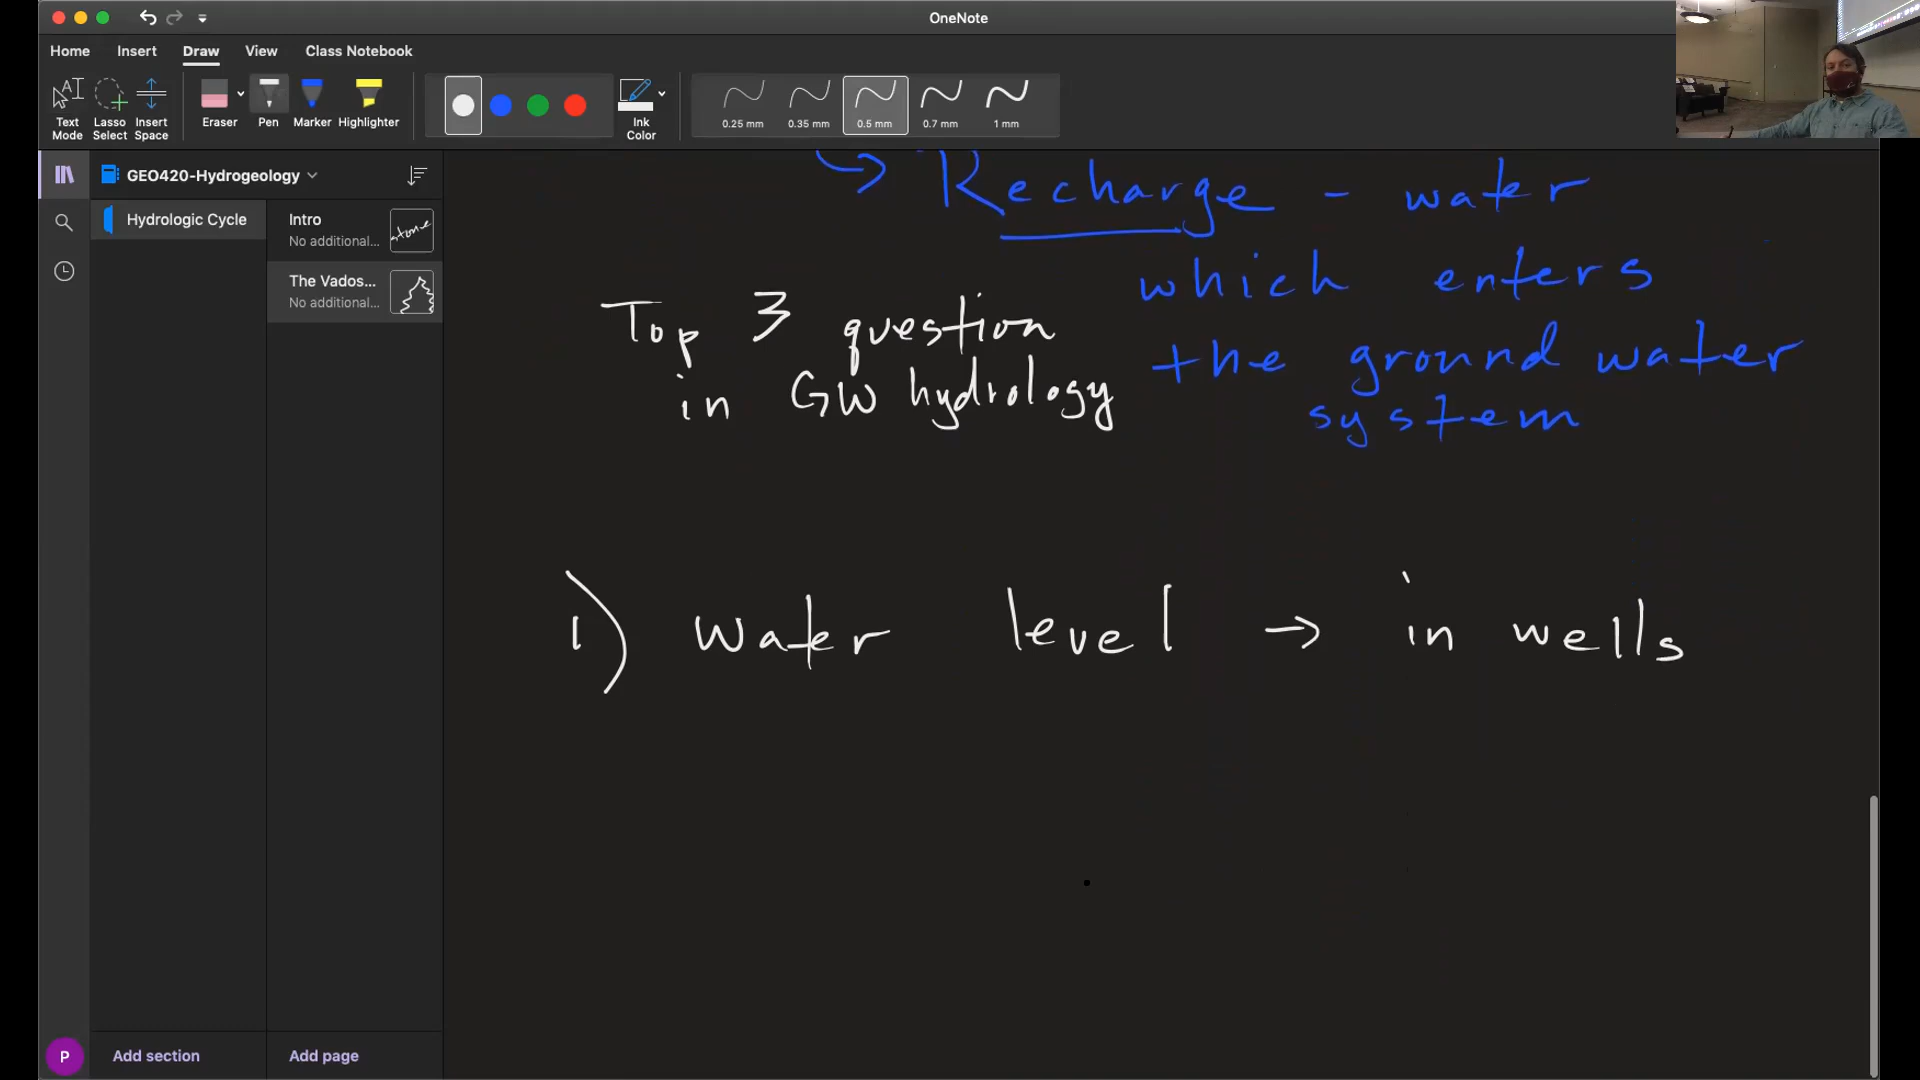 OneNote
Home Insert Draw View Class Notebook
Text Mode
Lasso Select
Insert Space
Eraser
Pen
Marker
Highlighter
Ink Color
0.25 mm
0.35 mm
0.5 mm
0.7 mm
1 mm
GEO420-Hydrogeology
Hydrologic Cycle
Intro
No additional...
The Vados...
No additional...
Recharge - water
which enters
the ground water
system
Top 3 question
in GW hydrology
1) Water level → in wells
P
Add section
Add page